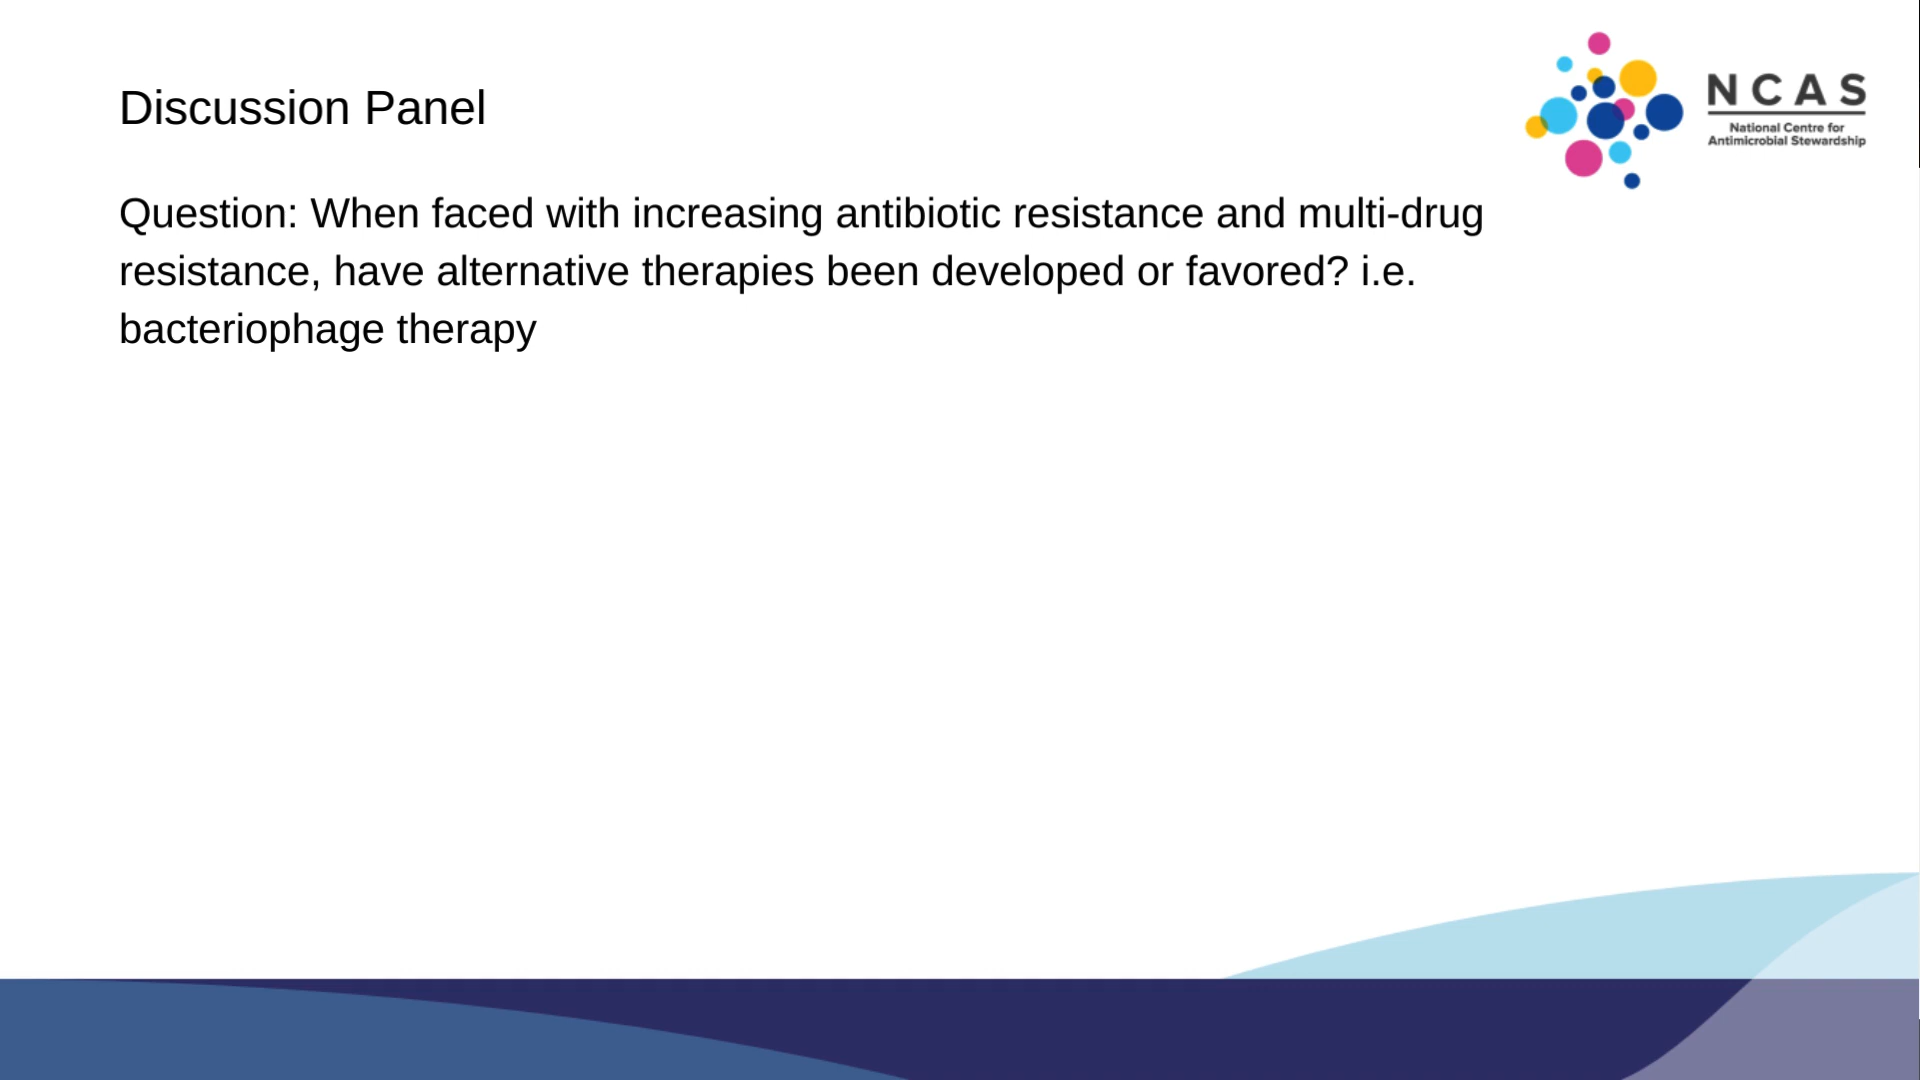 Discussion Panel
NCAS
National Centre for
Antimicrobial Stewardship
Question: When faced with increasing antibiotic resistance and multi-drug
resistance, have alternative therapies been developed or favored? i.e.
bacteriophage therapy